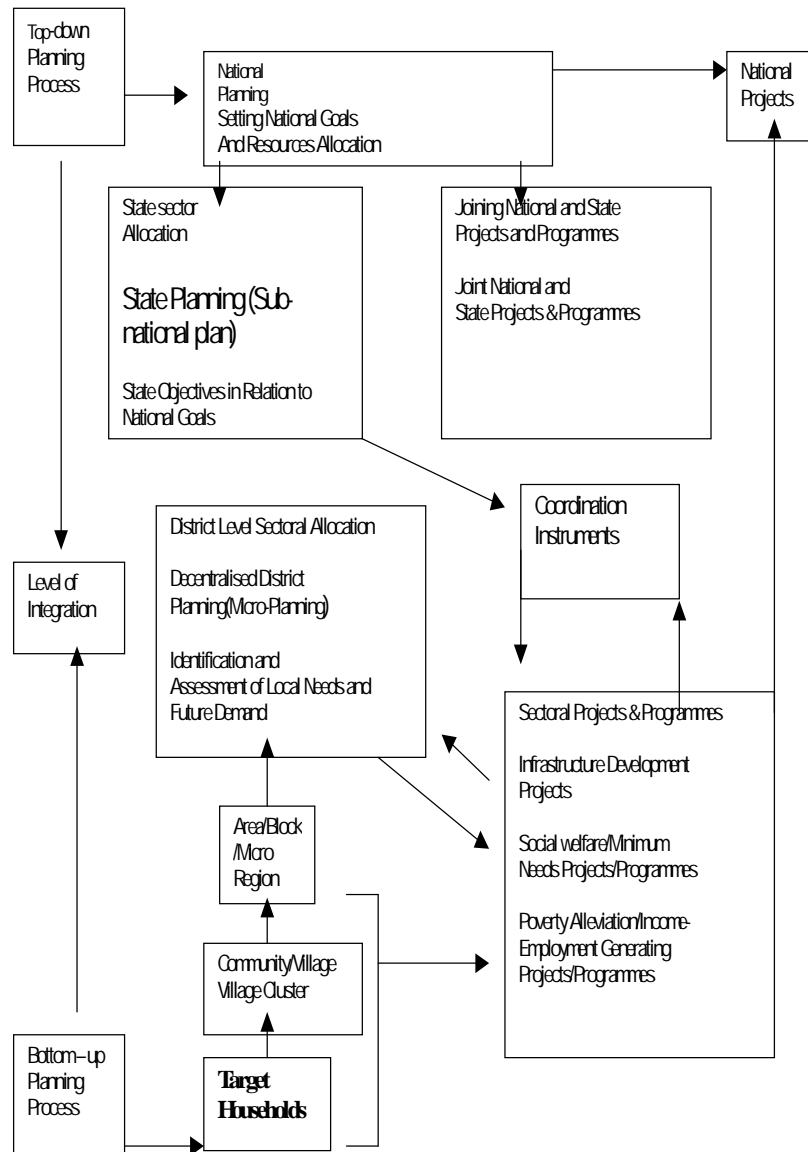 Top-down
Planning
Process
National
Planning
Setting National Goals
And Resources Allocation
National
Projects
State sector
Allocation
State Planning (Sub-
national plan)
State Objectives in Relation to
National Goals
Joining National and State
Projects and Programmes
Joint National and
State Projects & Programmes
Coordination
Instruments
District Level Sectoral Allocation
Decentralised District
Planning(Micro-Planning)
Identification and
Assessment of Local Needs and
Future Demand
Level of
Integration
Sectoral Projects & Programmes
Infrastructure Development
Projects
Social welfare/Minimum
Needs Projects/Programmes
Poverty Alleviation/Income-
Employment Generating
Projects/Programmes
Area/Block
/Micro
Region
Community/Village
Village Cluster
Bottom–up
Planning
Process
Target
Households